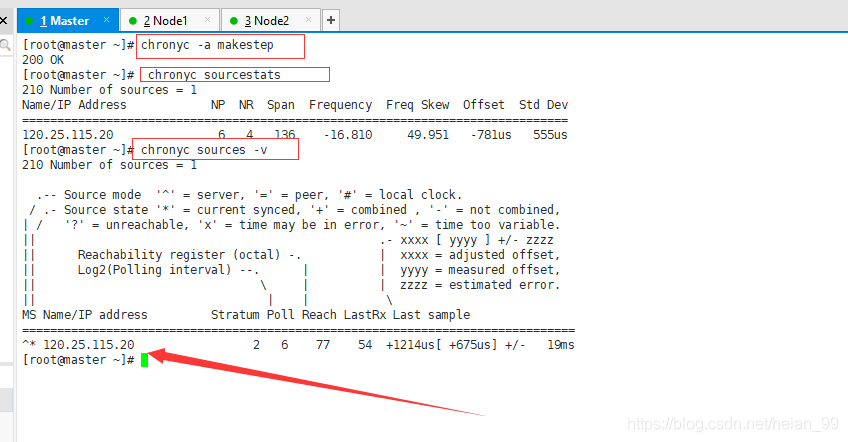 1 Master × 2 Node1 × 3 Node2 × +
[root@master ~]# chronyc -a makestep
200 OK
[root@master ~]#  chronyc sourcestats
210 Number of sources = 1
Name/IP Address            NP  NR  Span  Frequency  Freq Skew  Offset  Std Dev
==============================================================================
120.25.115.20               6   4   136    -16.810     49.951   -781us   555us
[root@master ~]# chronyc sources -v
210 Number of sources = 1
  .-- Source mode  '^' = server, '=' = peer, '#' = local clock.
 / .- Source state '*' = current synced, '+' = combined , '-' = not combined,
| /   '?' = unreachable, 'x' = time may be in error, '~' = time too variable.
||                                                 .- xxxx [ yyyy ] +/- zzzz
||      Reachability register (octal) -.           |  xxxx = adjusted offset,
||      Log2(Polling interval) --.      |          |  yyyy = measured offset,
||                                \     |          |  zzzz = estimated error.
||                                 |    |           \
MS Name/IP address         Stratum Poll Reach LastRx Last sample
===============================================================================
^* 120.25.115.20                 2   6    77    54  +1214us[ +675us] +/-   19ms
[root@master ~]#
https://blog.csdn.net/heian_99